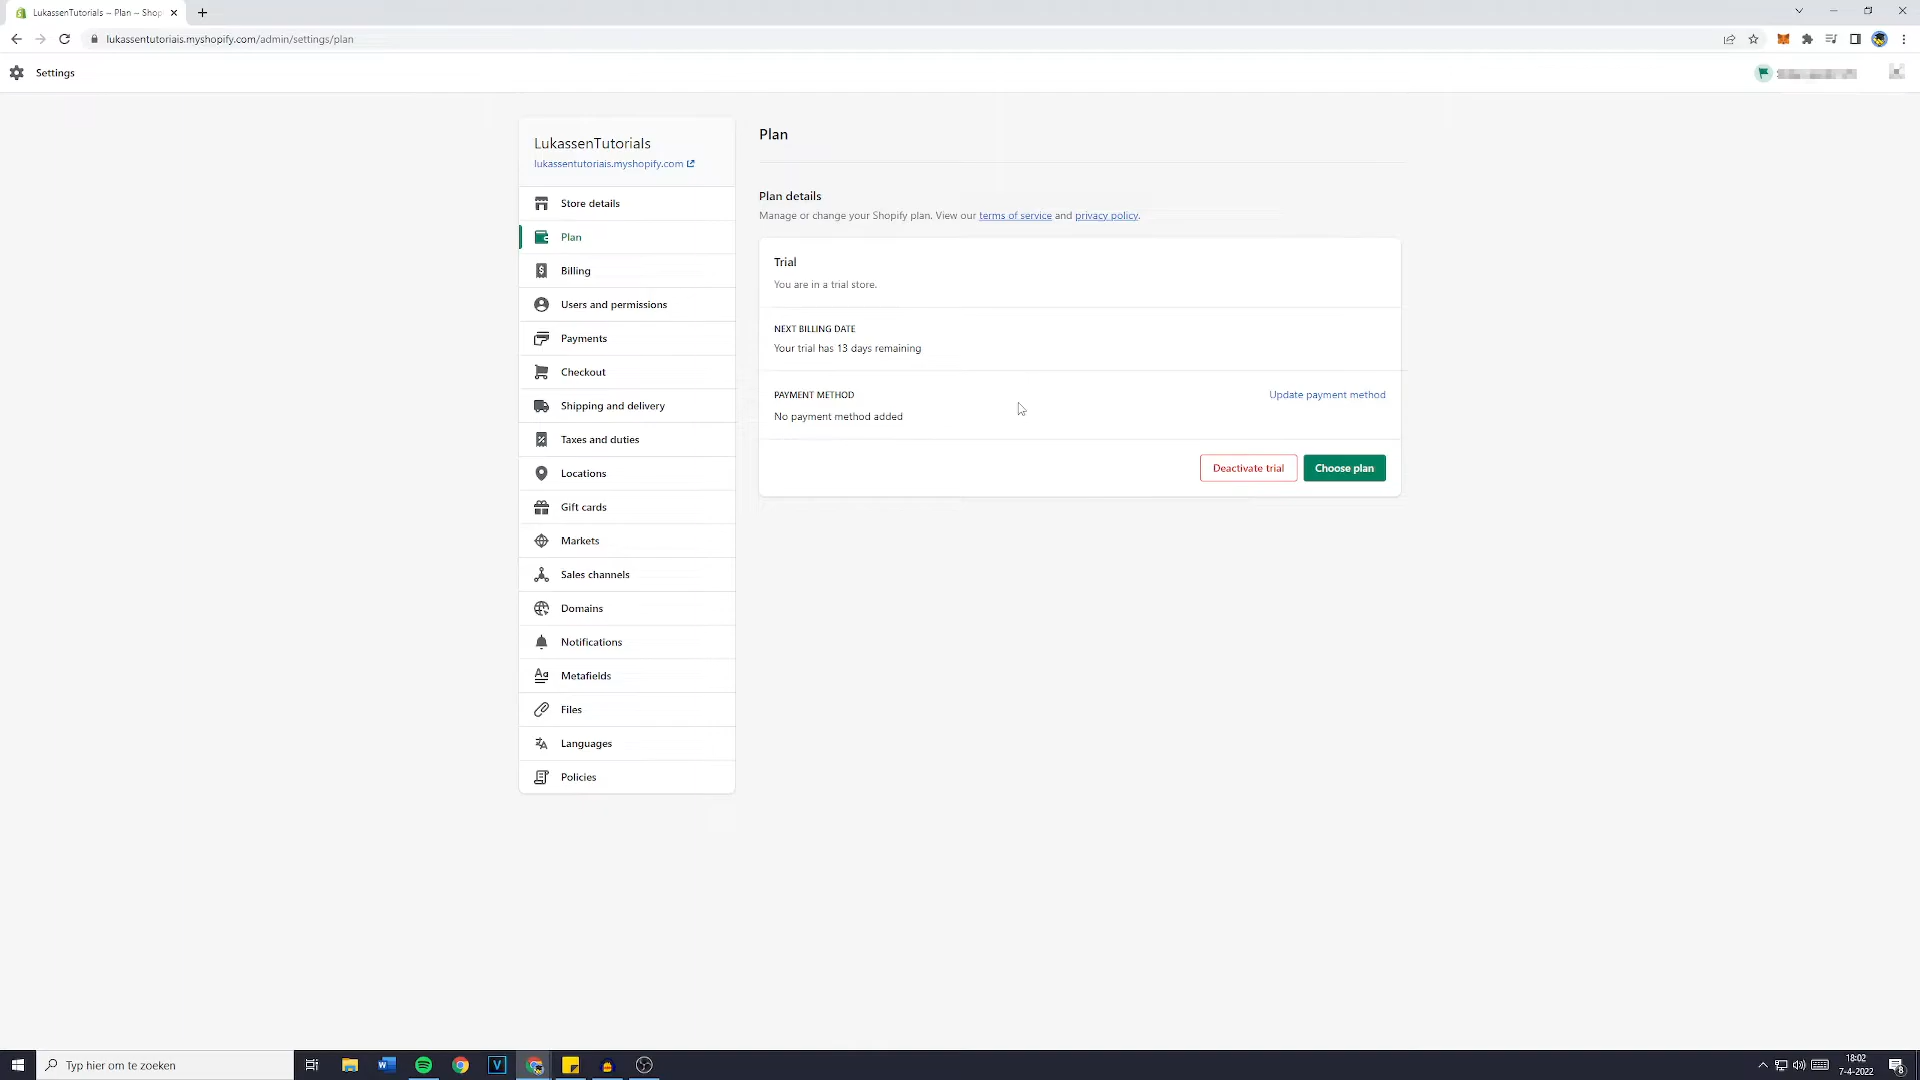 LukassenTutorials – Plan – Shop
lukassentutoriais.myshopify.com/admin/settings/plan
Settings
LukassenTutorials
lukassentutoriais.myshopify.com
Store details
Plan
Billing
Users and permissions
Payments
Checkout
Shipping and delivery
Taxes and duties
Locations
Gift cards
Markets
Sales channels
Domains
Notifications
Metafields
Files
Languages
Policies
Plan
Plan details
Manage or change your Shopify plan. View our terms of service and privacy policy.
Trial
You are in a trial store.
NEXT BILLING DATE
Your trial has 13 days remaining
PAYMENT METHOD
Update payment method
No payment method added
Deactivate trial
Choose plan
Typ hier om te zoeken
18:02
7-4-2022
8